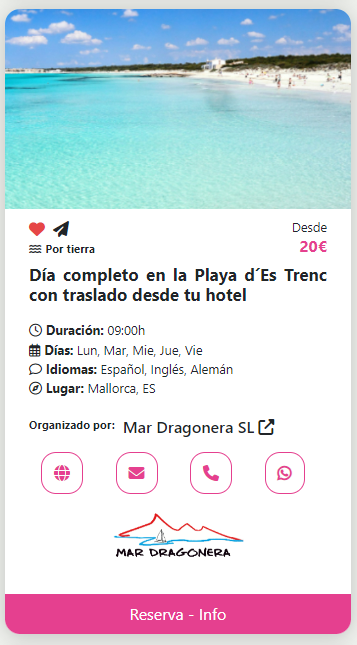 Desde
20€
Por tierra
Día completo en la Playa d´Es Trenc
con traslado desde tu hotel
Duración: 09:00h
Días: Lun, Mar, Mie, Jue, Vie
Idiomas: Español, Inglés, Alemán
Lugar: Mallorca, ES
Organizado por: Mar Dragonera SL
MAR DRAGONERA
Reserva - Info